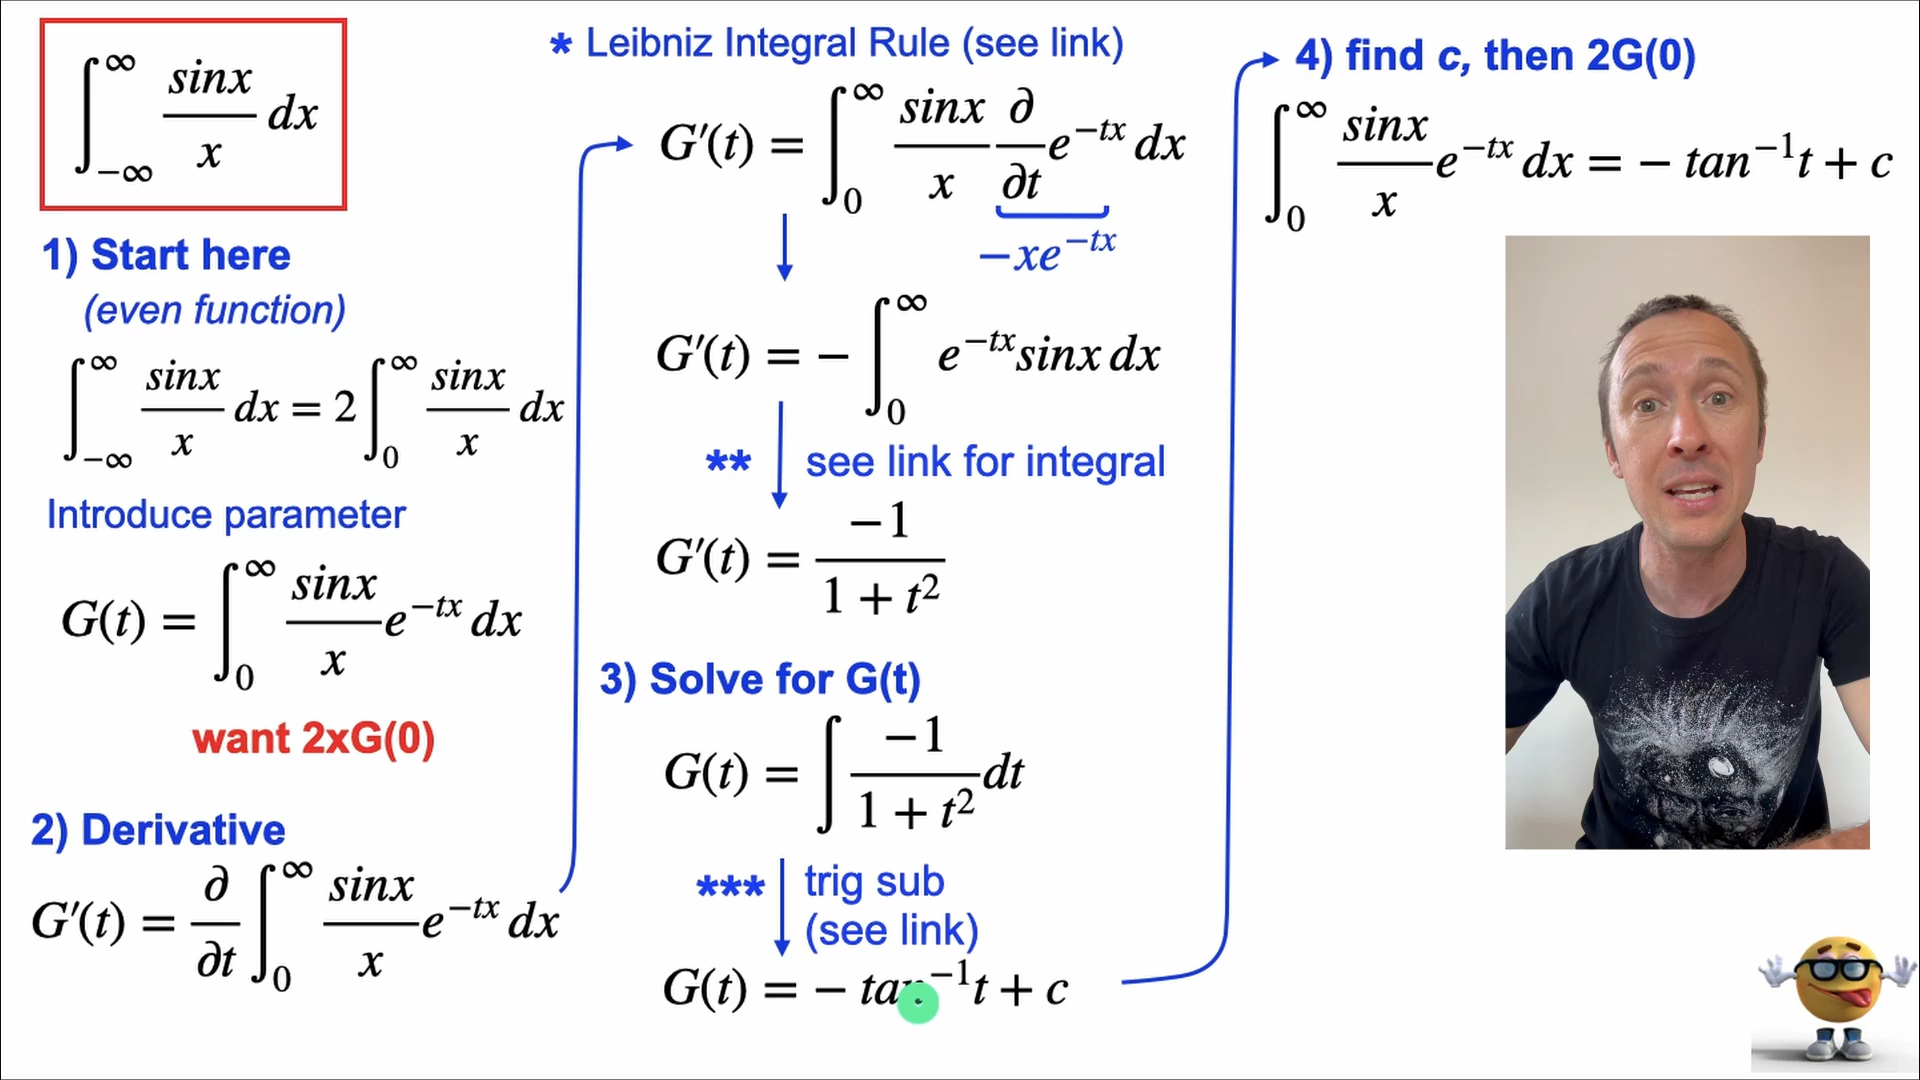 ∫_{-∞}^{∞} sinx/x dx
1) Start here
(even function)
∫_{-∞}^{∞} sinx/x dx = 2 ∫_0^∞ sinx/x dx
Introduce parameter
G(t) = ∫_0^∞ sinx/x e^{-tx} dx
want 2xG(0)
2) Derivative
G'(t) = ∂/∂t ∫_0^∞ sinx/x e^{-tx} dx
* Leibniz Integral Rule (see link)
G'(t) = ∫_0^∞ sinx/x ∂/∂t e^{-tx} dx
-xe^{-tx}
G'(t) = - ∫_0^∞ e^{-tx} sinx dx
** see link for integral
G'(t) = -1/(1 + t^2)
3) Solve for G(t)
G(t) = ∫ -1/(1 + t^2) dt
*** trig sub
(see link)
G(t) = - tan^{-1}t + c
4) find c, then 2G(0)
∫_0^∞ sinx/x e^{-tx} dx = - tan^{-1}t + c